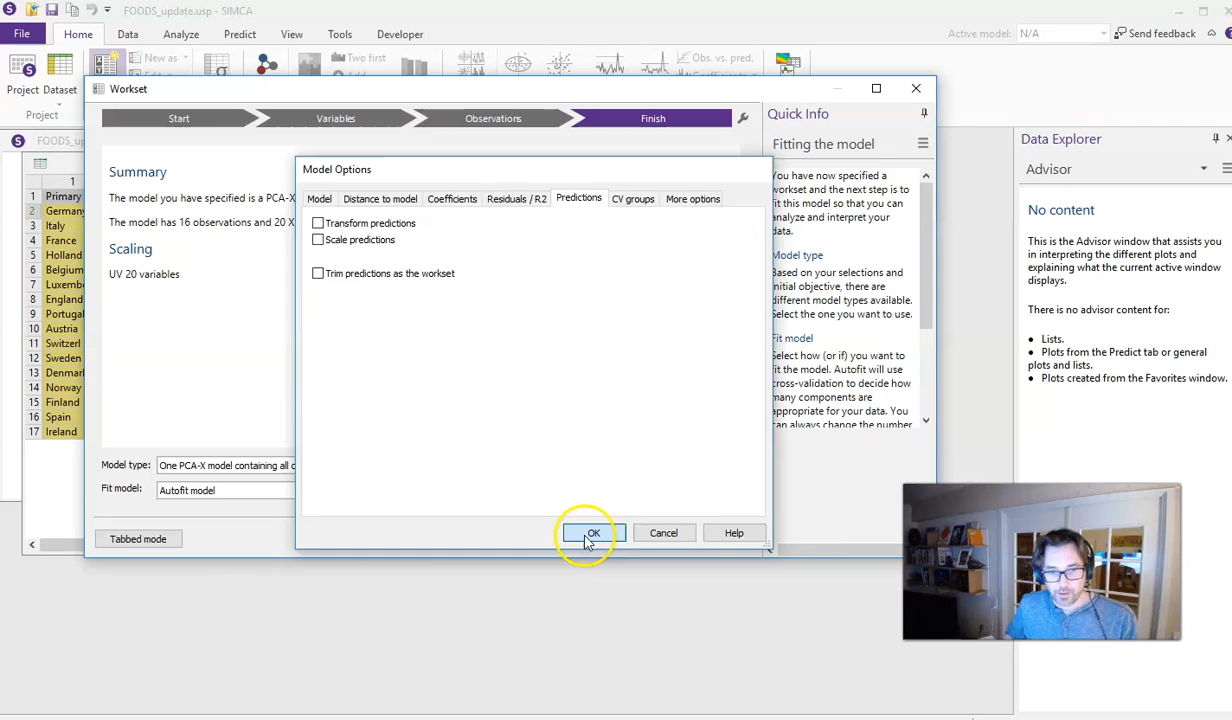 FOODS_update.usp - SIMCA
File
Home
Data
Analyze
Predict
View
Tools
Developer
Active model:
N/A
Send feedback
Project
Dataset
New as
Two first
Obs. vs. pred.
Project
Workset
Start
Variables
Observations
Finish
Summary
The model you have specified is a PCA-X
The model has 16 observations and 20 X
Scaling
UV 20 variables
Model type:
One PCA-X model containing all
Fit model:
Autofit model
Tabbed mode
1
1 Primary
2 Germany
3 Italy
4 France
5 Holland
6 Belgium
7 Luxem
8 England
9 Portuga
10 Austria
11 Switzerl
12 Sweden
13 Denmar
14 Norway
15 Finland
16 Spain
17 Ireland
Model Options
Model
Distance to model
Coefficients
Residuals / R2
Predictions
CV groups
More options
Transform predictions
Scale predictions
Trim predictions as the workset
OK
Cancel
Help
Quick Info
Fitting the model
You have now specified a
workset and the next step is to
fit this model so that you can
analyze and interpret your
data.
Model type
Based on your selections and
initial objective, there are
different model types available.
Select the one you want to use.
Fit model
Select how (or if) you want to
fit the model. Autofit will use
cross-validation to decide how
many components are
appropriate for your data. You
can always change the number
Data Explorer
Advisor
No content
This is the Advisor window that assists you
in interpreting the different plots and
explaining what the current active window
displays.
There is no advisor content for:
• Lists.
• Plots from the Predict tab or general
plots and lists.
• Plots created from the Favorites window.